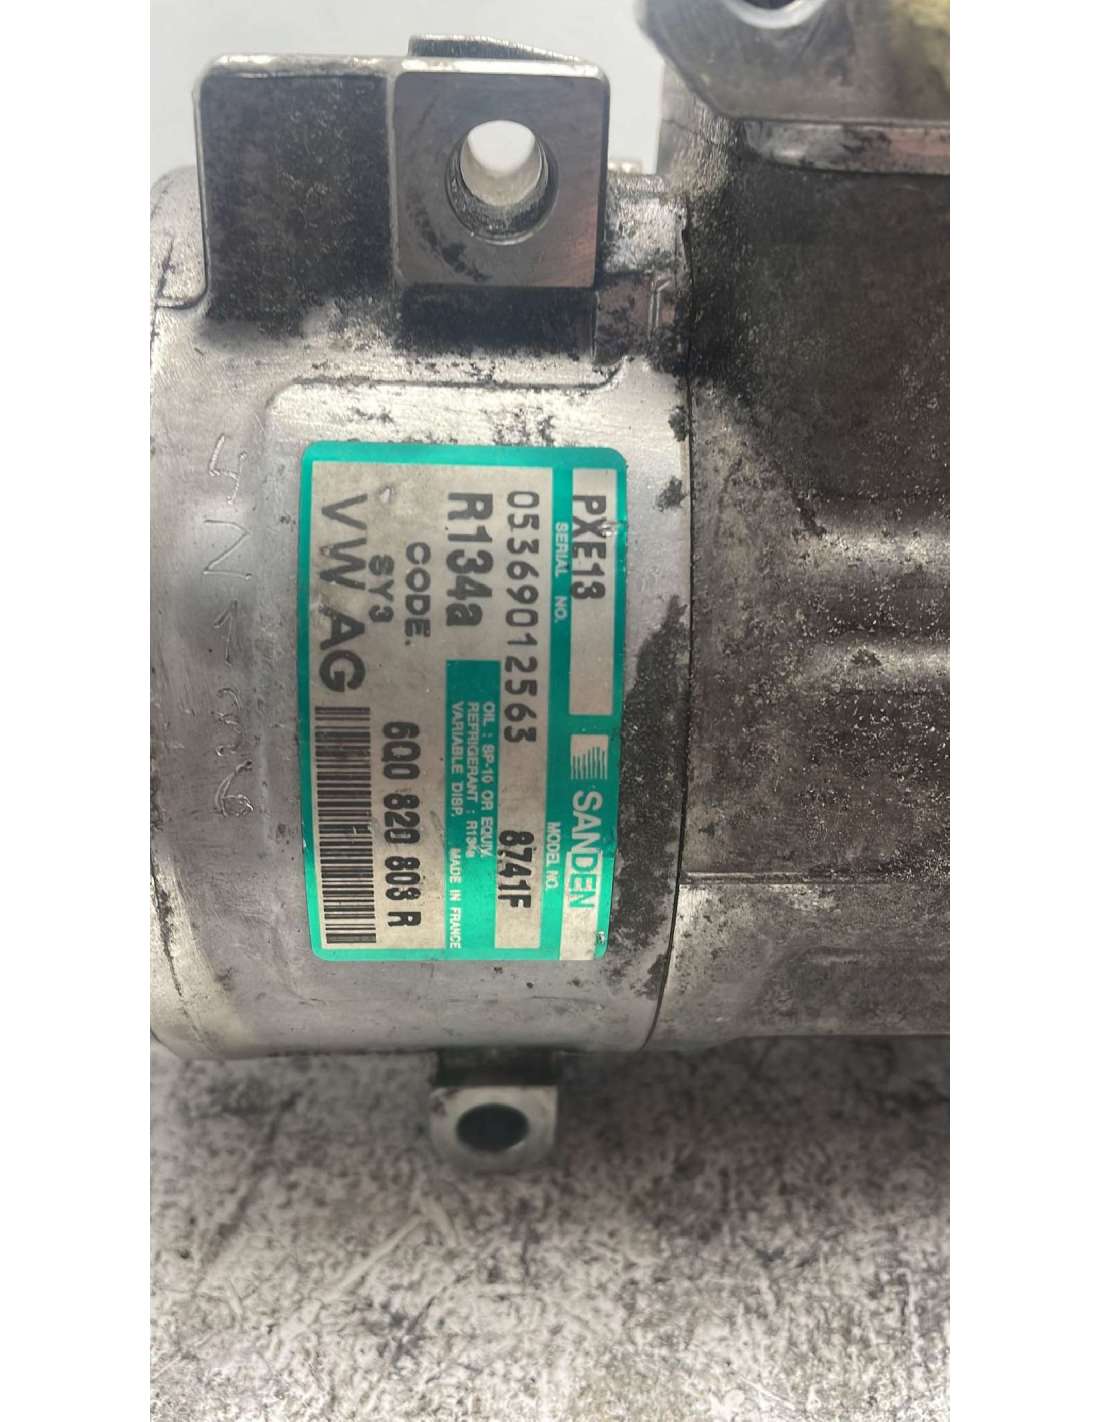 PXE13
SANDEN
SERIAL NO.
MODEL NO.
05369012563
8741F
R134a
OIL : SP-10 OR EQUIV.
REFRIGERANT : R134a
VARIABLE DISP.
MADE IN FRANCE
CODE.
SY3
6Q0 820 803 R
VW AG